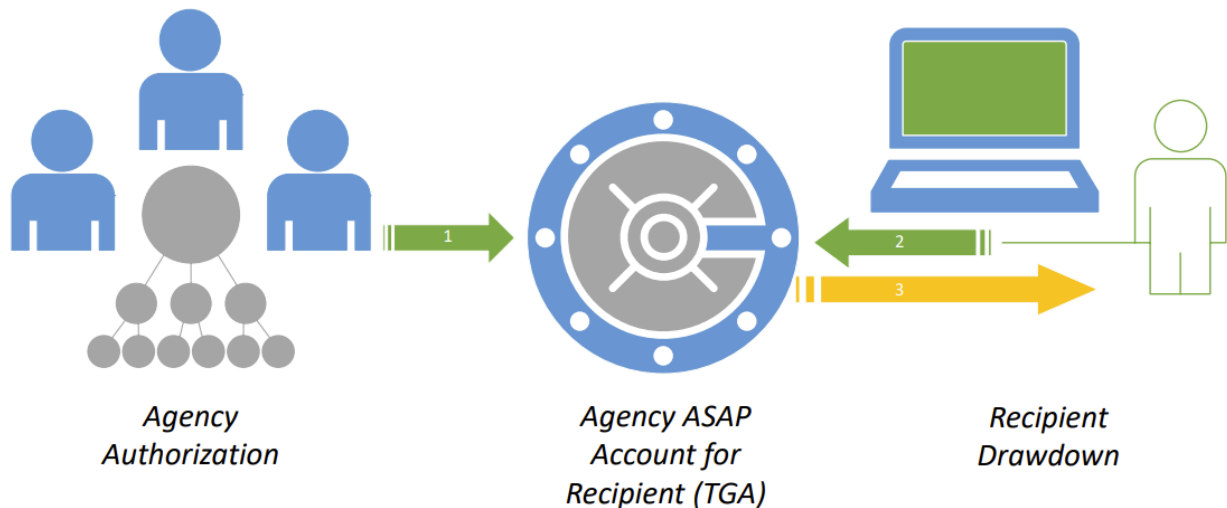 1
2
3
Agency
Authorization
Agency ASAP
Account for
Recipient (TGA)
Recipient
Drawdown